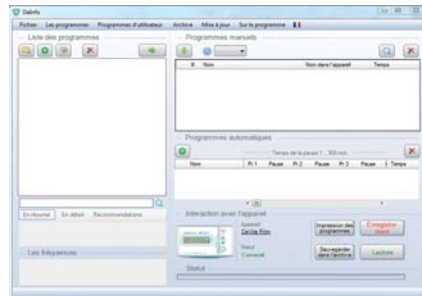 DeInfo
Fichier Les programmes Programmes d'utilisateur Archive Mise à jour Sur le programme
Liste des programmes
Programmes manuels
# Nom Nom dans l'appareil Temps
Programmes automatiques
Temps de la pause 1 ... 300 min.
Nom Pr.1 Pause Pr.2 Pause Pr.3 Pause Temps
En résumé En détail Recommendations
Interaction avec l'appareil
Appareil
Statut
Connecté
Impression des programmes
Enregistre ment
Sauvegarder dans l'archive
Lecture
Les fréquences
Statut